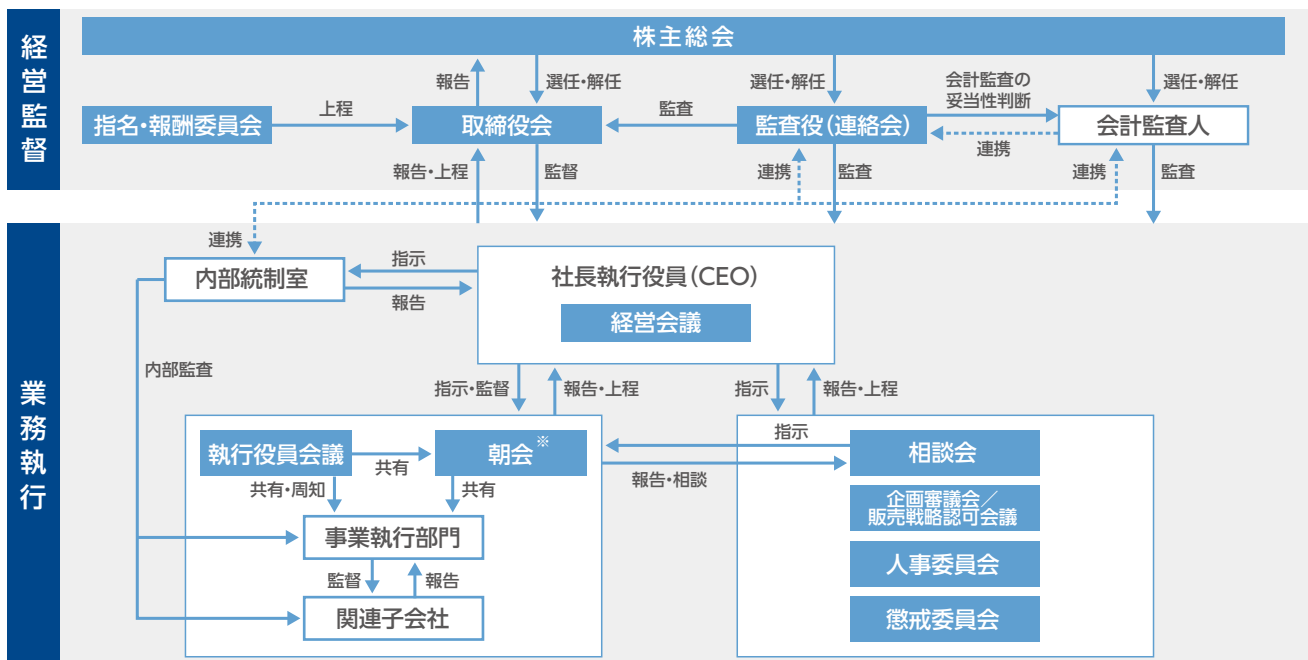 経営監督
株主総会
報告
選任・解任
選任・解任
会計監査の
妥当性判断
選任・解任
指名・報酬委員会
上程
取締役会
監査
監査役(連絡会)
会計監査人
連携
報告・上程
監督
連携
監査
連携
監査
業務執行
連携
内部統制室
指示
報告
社長執行役員(CEO)
経営会議
内部監査
指示・監督
報告・上程
指示
報告・上程
執行役員会議
共有
朝会※
指示
報告・相談
相談会
共有・周知
共有
企画審議会/
販売戦略認可会議
事業執行部門
人事委員会
監督
報告
関連子会社
懲戒委員会